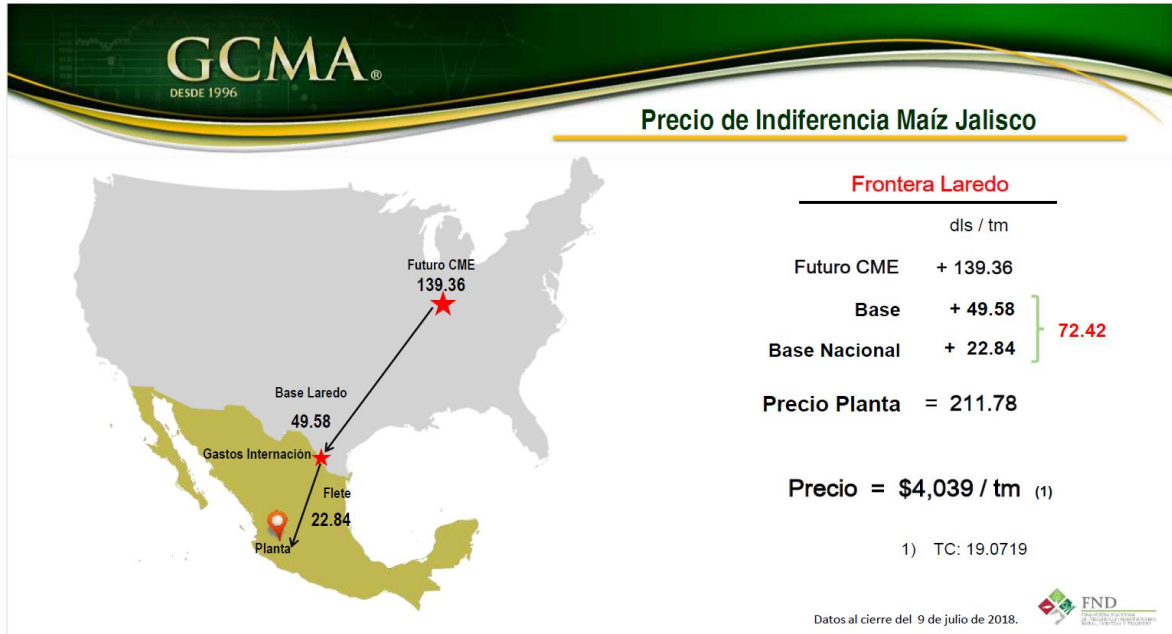 GCMA®
DESDE 1996
Precio de Indiferencia Maíz Jalisco
Futuro CME
139.36
Base Laredo
49.58
Gastos Internación
Flete
22.84
Planta
Frontera Laredo
dls / tm
Futuro CME + 139.36
Base + 49.58
72.42
Base Nacional + 22.84
Precio Planta = 211.78
Precio = $4,039 / tm (1)
1) TC: 19.0719
Datos al cierre del 9 de julio de 2018.
FND